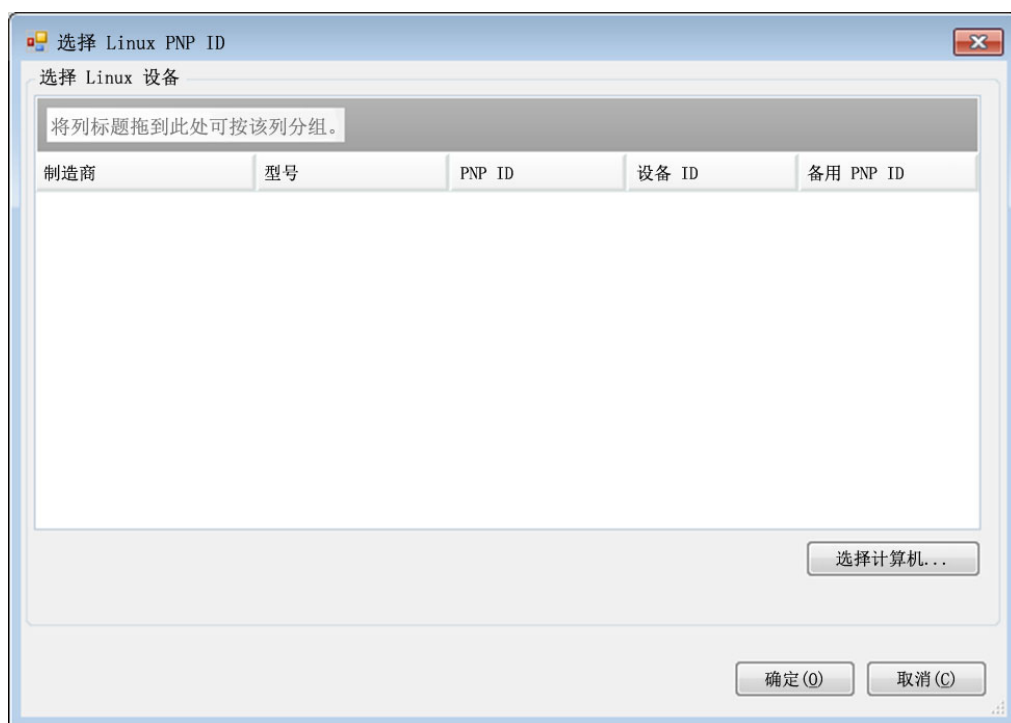 选择 Linux PNP ID
选择 Linux 设备
将列标题拖到此处可按该列分组。
制造商 型号 PNP ID 设备 ID 备用 PNP ID
选择计算机...
确定(O) 取消(C)